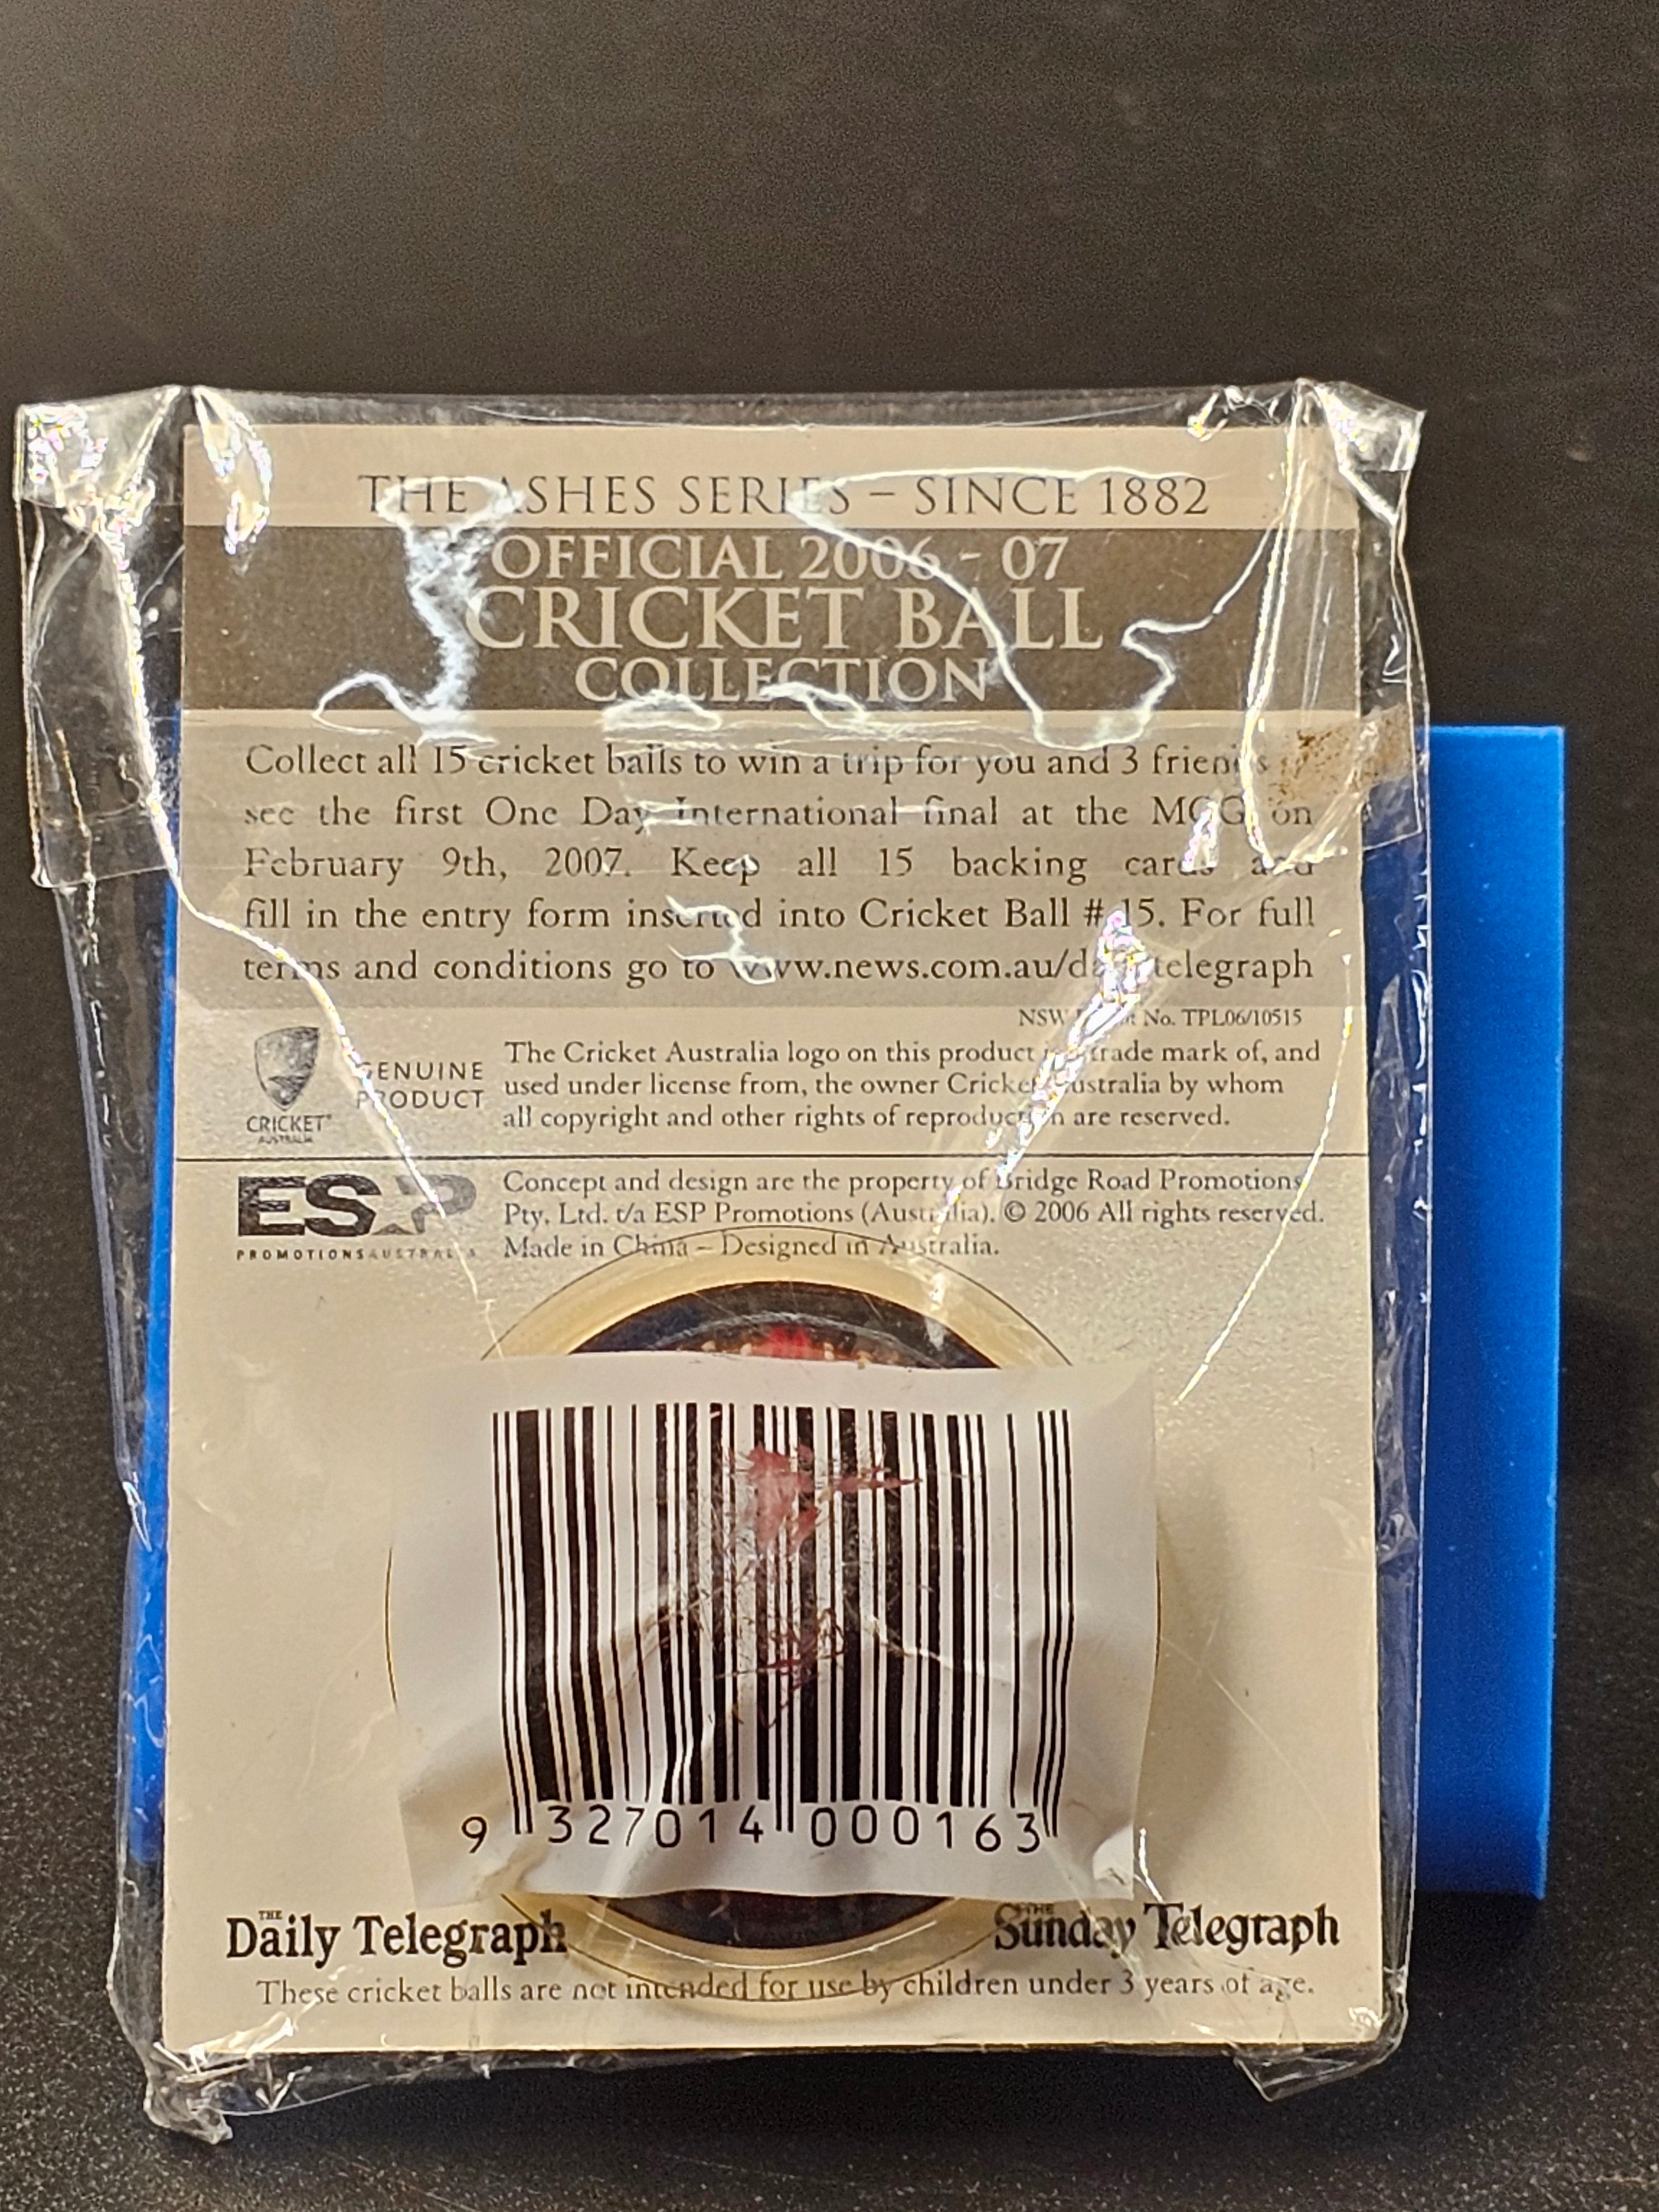 THE ASHES SERIES – SINCE 1882
OFFICIAL 2006 - 07
CRICKET BALL
COLLECTION
Collect all 15 cricket balls to win a trip for you and 3 friends
see the first One Day International final at the MCG on
February 9th, 2007. Keep all 15 backing cards and
fill in the entry form inserted into Cricket Ball # 15. For full
terms and conditions go to www.news.com.au/dailytelegraph
NSW No. TPL06/10515
CRICKET
AUSTRALIA
GENUINE
PRODUCT
The Cricket Australia logo on this product is a trade mark of, and
used under license from, the owner Cricket Australia by whom
all copyright and other rights of reproduction are reserved.
ESP
PROMOTIONSAUSTRALIA
Concept and design are the property of Bridge Road Promotions
Pty. Ltd. t/a ESP Promotions (Australia). © 2006 All rights reserved.
Made in China – Designed in Australia.
9 327014 000163
THE Daily Telegraph
THE Sunday Telegraph
These cricket balls are not intended for use by children under 3 years of age.